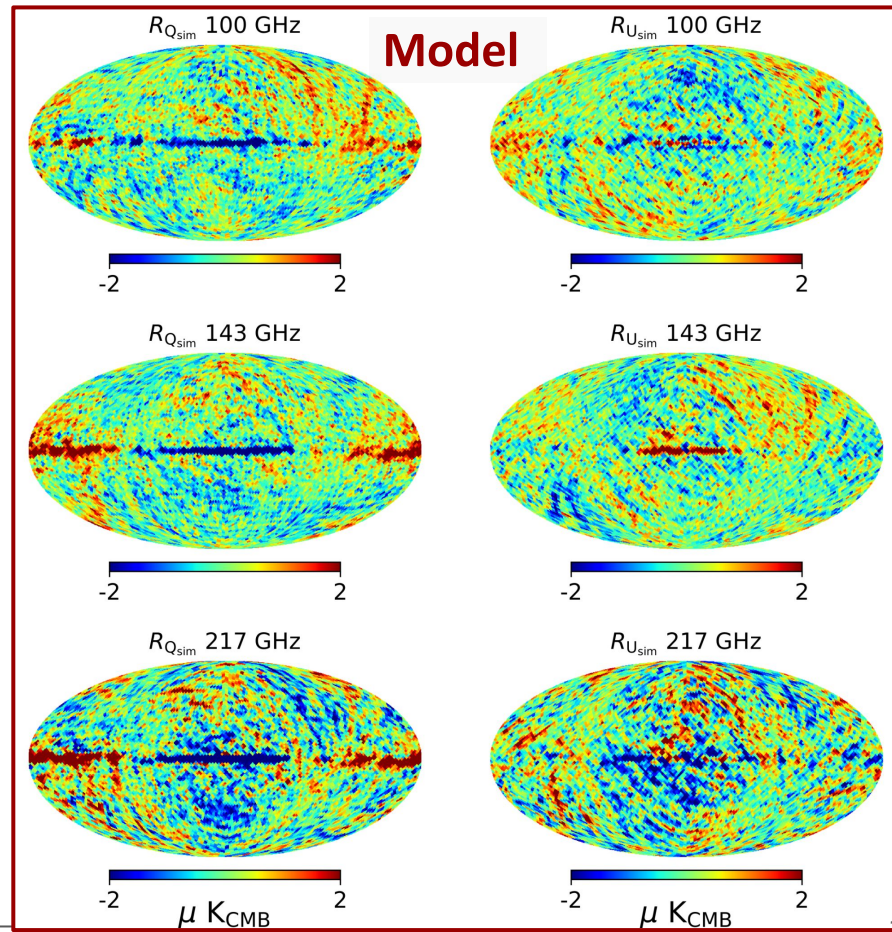 R_Qsim 100 GHz
Model
R_Usim 100 GHz
-2 2
-2 2
R_Qsim 143 GHz
R_Usim 143 GHz
-2 2
-2 2
R_Qsim 217 GHz
R_Usim 217 GHz
-2 2
-2 2
μ K_CMB
μ K_CMB